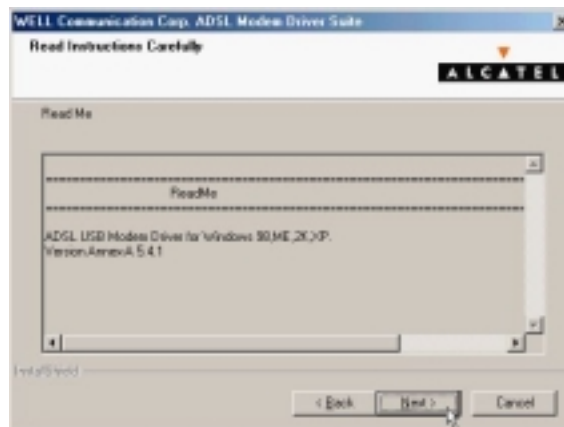 WELL Communication Corp. ADSL Modem Driver Suite
Read Instructions Carefully
ALCATEL
Read Me
ReadMe
ADSL USB Modem Driver for Windows 98,ME,2K,XP.
Version:AnnexA 5.4.1
InstallShield
< Back
Next >
Cancel